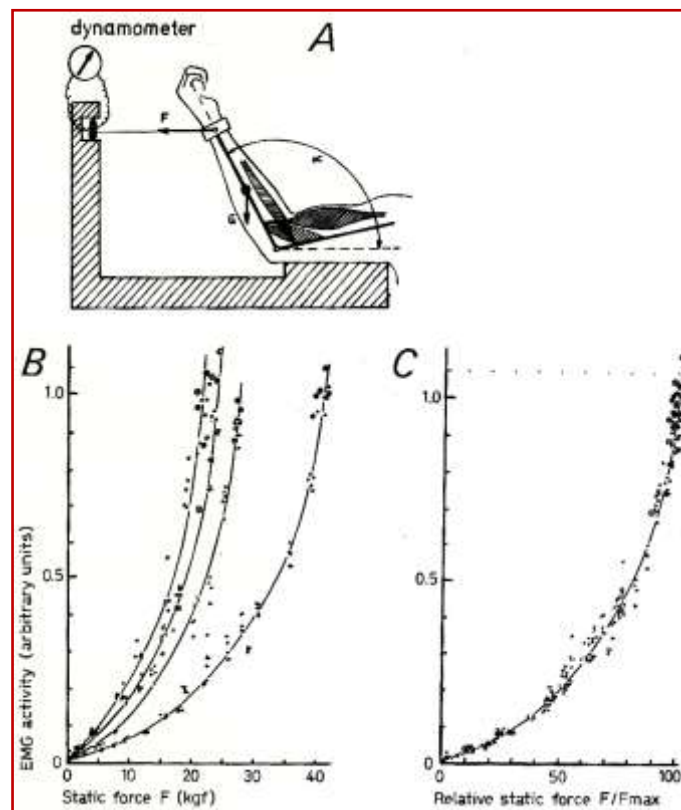 dynamometer
A
F
G
B
C
1.0
0.5
0
0 10 20 30 40
EMG activity (arbitrary units)
Static force F (kgf)
1.0
0.5
0
0 50 100
Relative static force F/Fmax